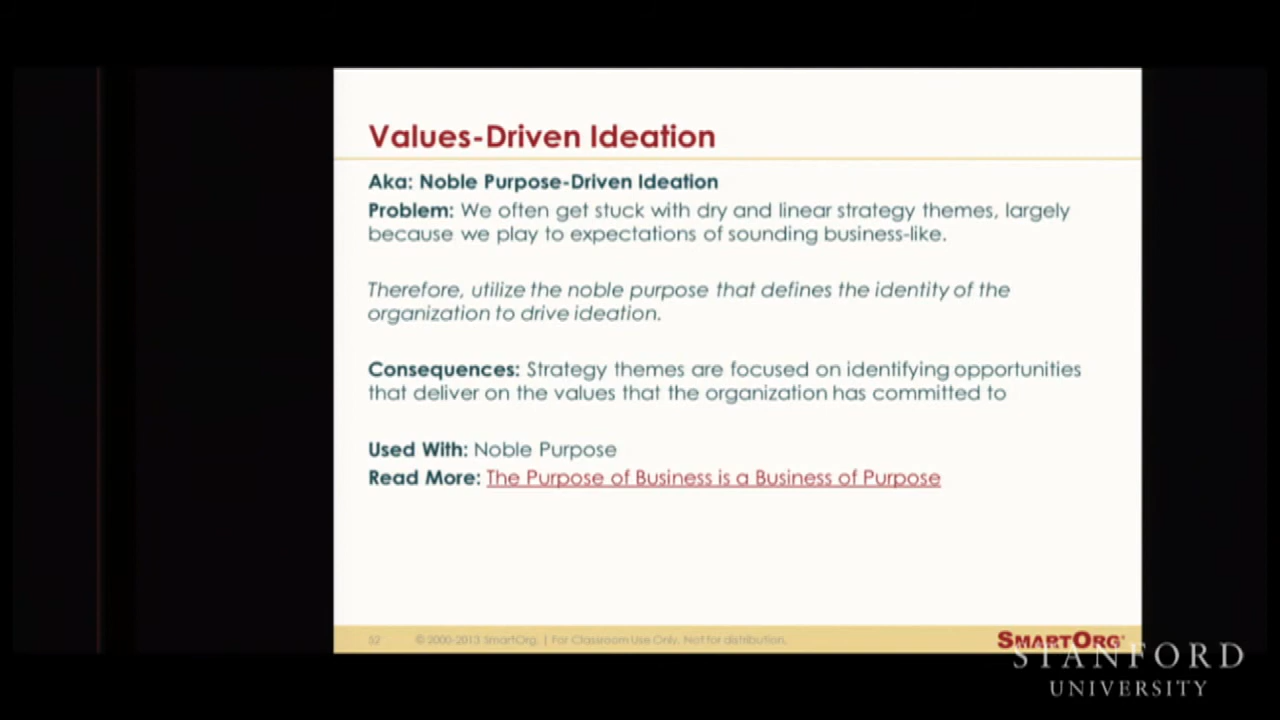 Values-Driven Ideation
Aka: Noble Purpose-Driven Ideation
Problem: We often get stuck with dry and linear strategy themes, largely
because we play to expectations of sounding business-like.
Therefore, utilize the noble purpose that defines the identity of the
organization to drive ideation.
Consequences: Strategy themes are focused on identifying opportunities
that deliver on the values that the organization has committed to
Used With: Noble Purpose
Read More: The Purpose of Business is a Business of Purpose
52 © 2000-2013 SmartOrg. | For Classroom Use Only. Not for distribution.
SMARTORG
STANFORD
UNIVERSITY